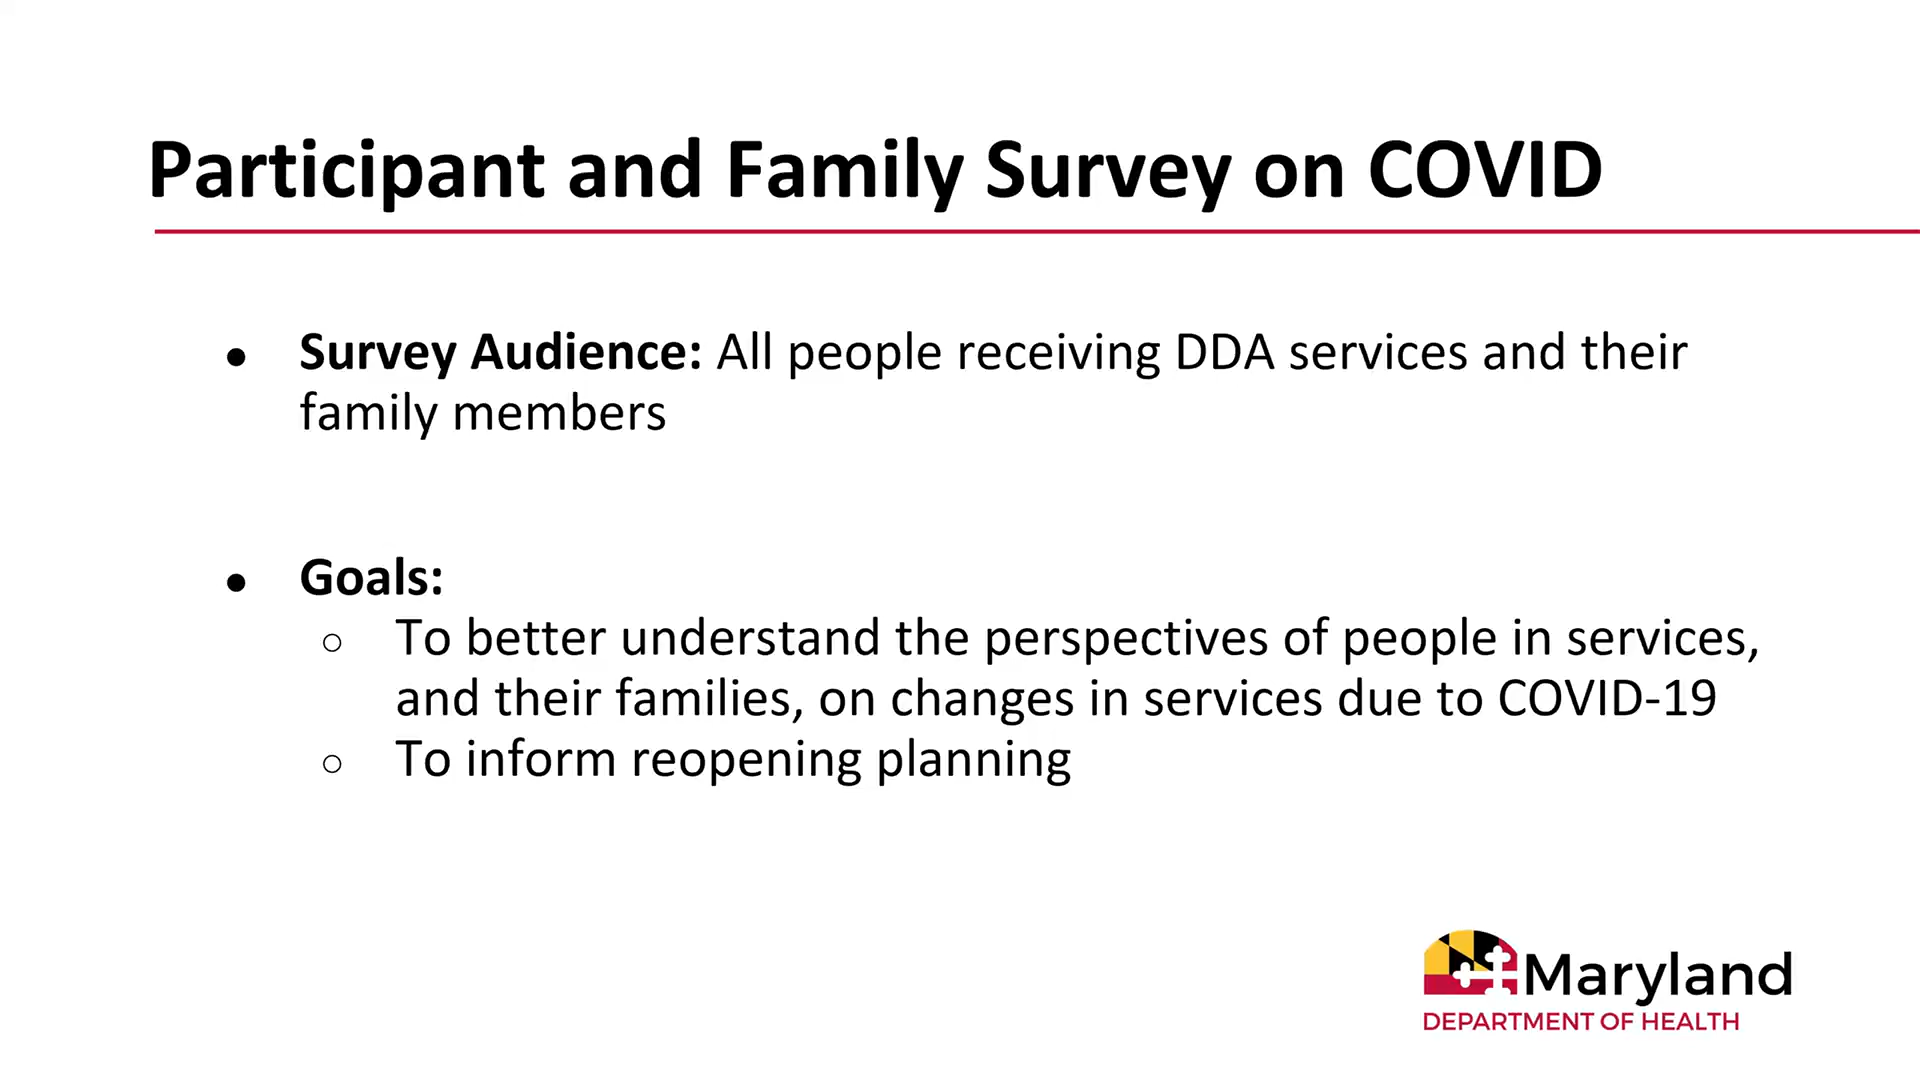 Participant and Family Survey on COVID
● Survey Audience: All people receiving DDA services and their
family members
● Goals:
○ To better understand the perspectives of people in services,
and their families, on changes in services due to COVID-19
○ To inform reopening planning
Maryland
DEPARTMENT OF HEALTH